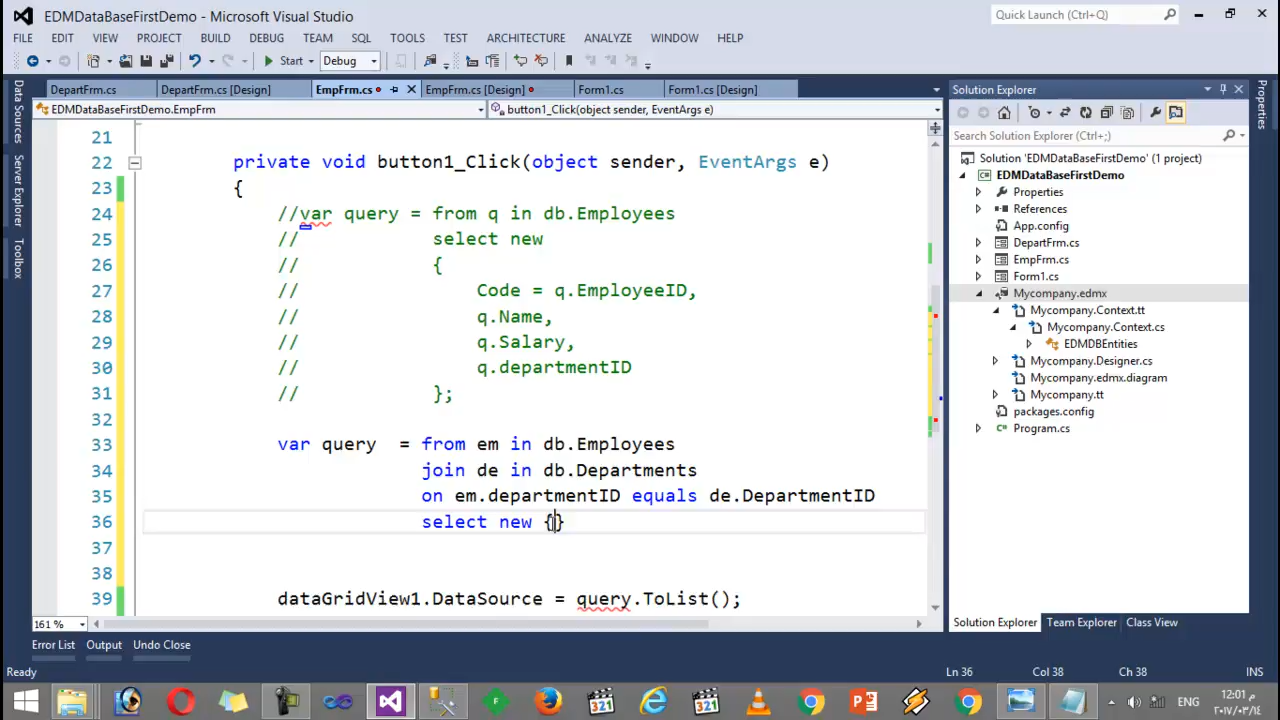 EDMDataBaseFirstDemo - Microsoft Visual Studio
Quick Launch (Ctrl+;)
FILE EDIT VIEW PROJECT BUILD DEBUG TEAM SQL TOOLS TEST ARCHITECTURE ANALYZE WINDOW HELP
Start Debug
DepartFrm.cs DepartFrm.cs [Design] EmpFrm.cs EmpFrm.cs [Design] Form1.cs Form1.cs [Design]
EDMDataBaseFirstDemo.EmpFrm button1_Click(object sender, EventArgs e)
21
22 private void button1_Click(object sender, EventArgs e)
23 {
24 //var query = from q in db.Employees
25 // select new
26 // {
27 // Code = q.EmployeeID,
28 // q.Name,
29 // q.Salary,
30 // q.departmentID
31 // };
32
33 var query  = from em in db.Employees
34 join de in db.Departments
35 on em.departmentID equals de.DepartmentID
36 select new {}
37
38
39 dataGridView1.DataSource = query.ToList();
161 %
Data Sources
Server Explorer
Toolbox
Solution Explorer
Search Solution Explorer (Ctrl+;)
Solution 'EDMDataBaseFirstDemo' (1 project)
EDMDataBaseFirstDemo
Properties
References
App.config
DepartFrm.cs
EmpFrm.cs
Form1.cs
Mycompany.edmx
Mycompany.Context.tt
Mycompany.Context.cs
EDMDBEntities
Mycompany.Designer.cs
Mycompany.edmx.diagram
Mycompany.tt
packages.config
Program.cs
Solution Explorer Team Explorer Class View
Properties
Error List Output Undo Close
Ready Ln 36 Col 38 Ch 38 INS
321 321
ENG
12:01 م
٢٠١٧/٠٣/١٤